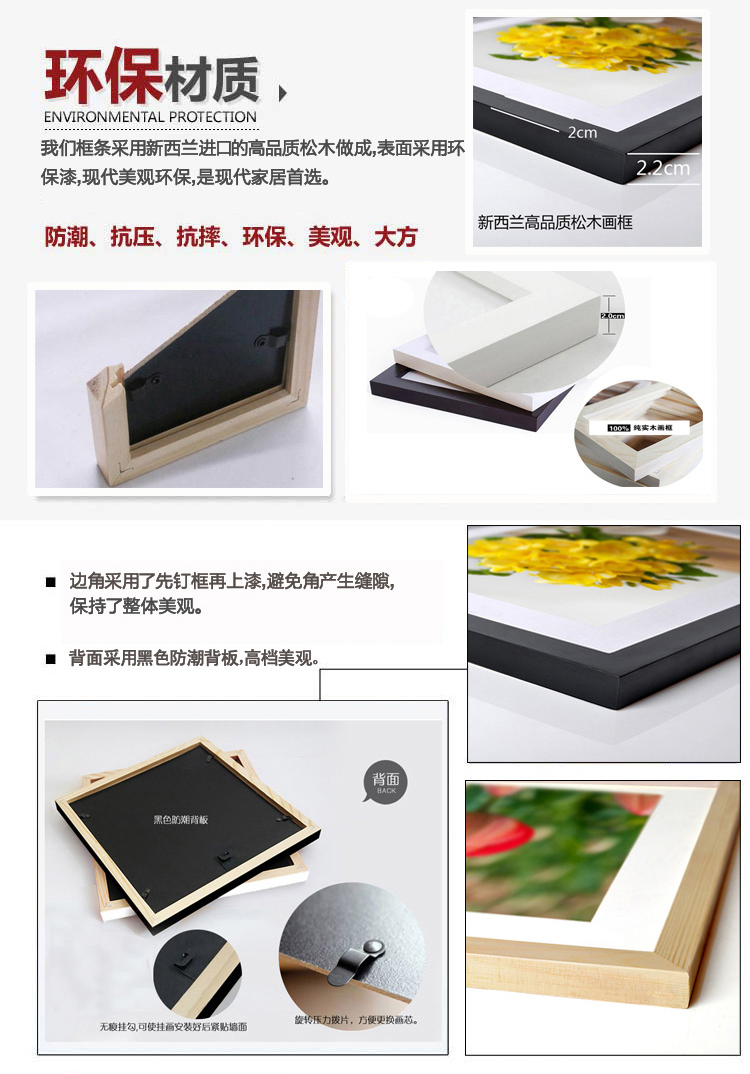 环保材质
ENVIRONMENTAL PROTECTION
我们框条采用新西兰进口的高品质松木做成,表面采用环
保漆,现代美观环保,是现代家居首选。
防潮、抗压、抗摔、环保、美观、大方
2cm
2.2cm
新西兰高品质松木画框
2.0cm
100% 纯实木画框
■ 边角采用了先钉框再上漆,避免角产生缝隙,
保持了整体美观。
■ 背面采用黑色防潮背板,高档美观。
背面
BACK
黑色防潮背板
无痕挂勾,可使挂画安装好后紧贴墙面
旋转压力拨片，方便更换画芯。